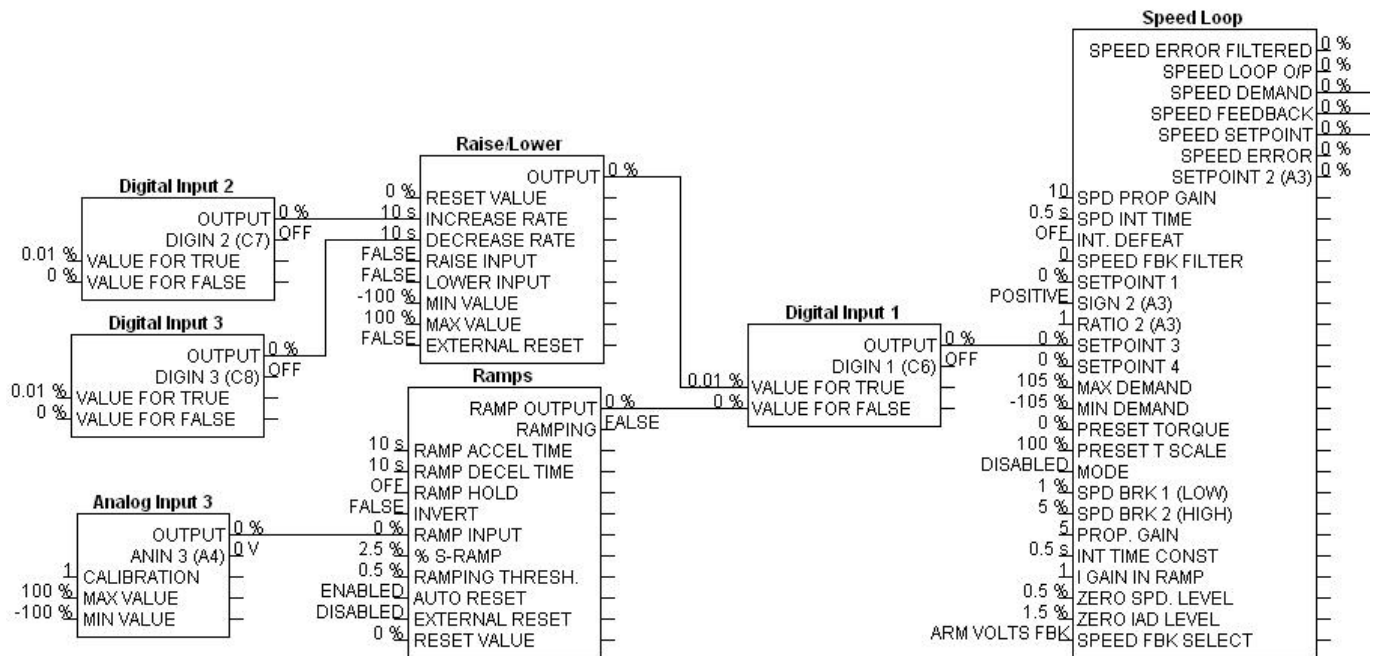 Digital Input 2
OUTPUT 0 %
DIGIN 2 (C7) OFF
0.01 % VALUE FOR TRUE
0 % VALUE FOR FALSE
Digital Input 3
OUTPUT 0 %
DIGIN 3 (C8) OFF
0.01 % VALUE FOR TRUE
0 % VALUE FOR FALSE
Analog Input 3
OUTPUT 0 %
ANIN 3 (A4) 0 V
1 CALIBRATION
100 % MAX VALUE
-100 % MIN VALUE
Raise/Lower
OUTPUT 0 %
0 % RESET VALUE
10 s INCREASE RATE
10 s DECREASE RATE
FALSE RAISE INPUT
FALSE LOWER INPUT
-100 % MIN VALUE
100 % MAX VALUE
FALSE EXTERNAL RESET
Ramps
RAMP OUTPUT 0 %
RAMPING FALSE
10 s RAMP ACCEL TIME
10 s RAMP DECEL TIME
OFF RAMP HOLD
FALSE INVERT
0 % RAMP INPUT
2.5 % % S-RAMP
0.5 % RAMPING THRESH.
ENABLED AUTO RESET
DISABLED EXTERNAL RESET
0 % RESET VALUE
Digital Input 1
OUTPUT 0 %
DIGIN 1 (C6) OFF
0.01 % VALUE FOR TRUE
0 % VALUE FOR FALSE
Speed Loop
SPEED ERROR FILTERED 0 %
SPEED LOOP O/P 0 %
SPEED DEMAND 0 %
SPEED FEEDBACK 0 %
SPEED SETPOINT 0 %
SPEED ERROR 0 %
SETPOINT 2 (A3) 0 %
10 SPD PROP GAIN
0.5 s SPD INT TIME
OFF INT. DEFEAT
0 SPEED FBK FILTER
0 % SETPOINT 1
POSITIVE SIGN 2 (A3)
1 RATIO 2 (A3)
0 % SETPOINT 3
0 % SETPOINT 4
105 % MAX DEMAND
-105 % MIN DEMAND
0 % PRESET TORQUE
100 % PRESET T SCALE
DISABLED MODE
1 % SPD BRK 1 (LOW)
5 % SPD BRK 2 (HIGH)
5 PROP. GAIN
0.5 s INT TIME CONST
1 I GAIN IN RAMP
0.5 % ZERO SPD. LEVEL
1.5 % ZERO IAD LEVEL
ARM VOLTS FBK SPEED FBK SELECT